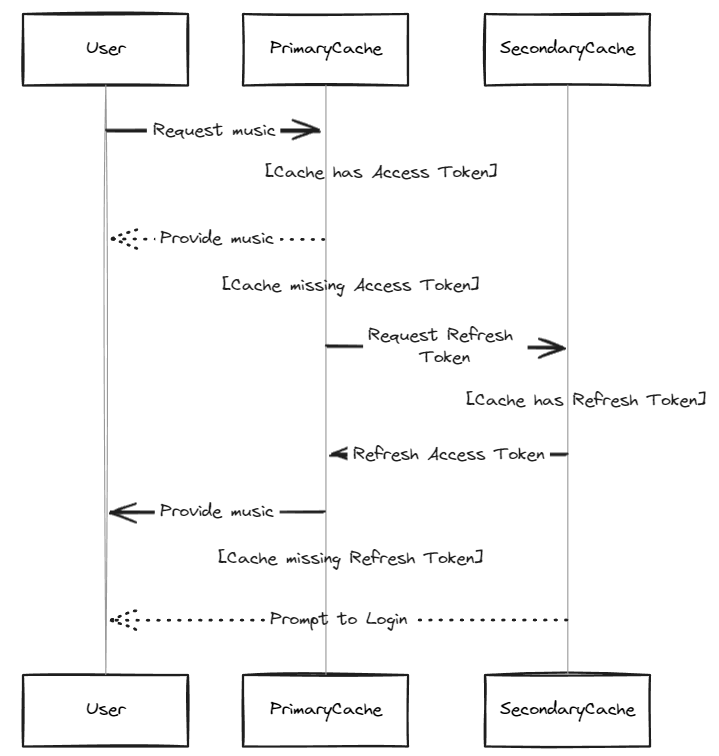 User
PrimaryCache
SecondaryCache
Request music
[Cache has Access Token]
Provide music
[Cache missing Access Token]
Request Refresh
Token
[Cache has Refresh Token]
Refresh Access Token
Provide music
[Cache missing Refresh Token]
Prompt to Login
User
PrimaryCache
SecondaryCache